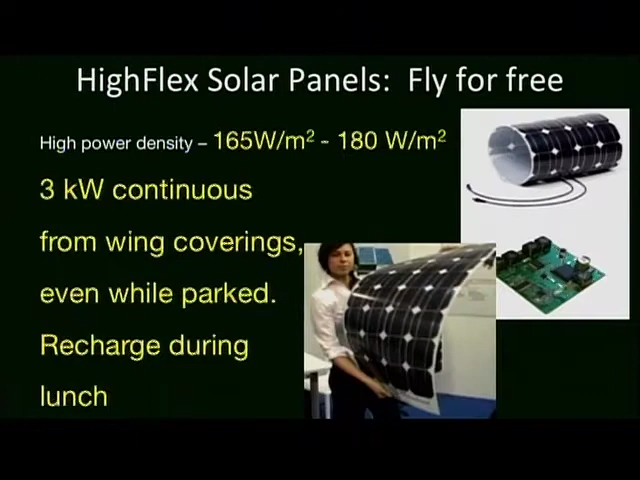 HighFlex Solar Panels: Fly for free
High power density – 165W/m² - 180 W/m²
3 kW continuous
from wing coverings,
even while parked.
Recharge during
lunch